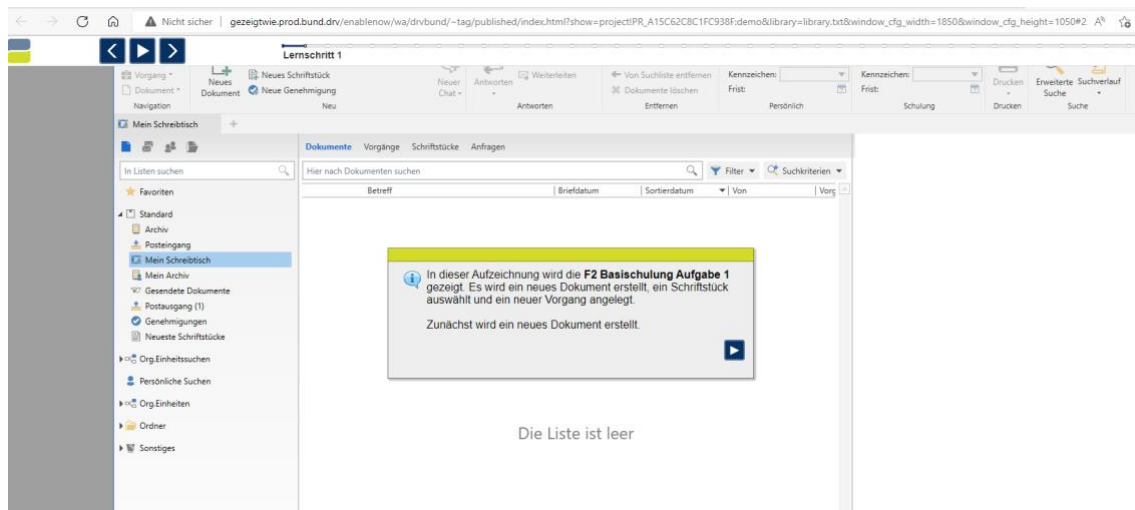 Nicht sicher | gezeigtwie.prod.bund.drv/enablenow/wa/drvbund/~tag/published/index.html?show=project!PR_A15C62C8C1FC938F:demo&library=library.txt&window_cfg_width=1850&window_cfg_height=1050#2
Lernschritt 1
Vorgang
Dokument
Navigation
Neues Dokument
Neues Schriftstück
Neue Genehmigung
Neu
Neuer Chat
Antworten
Weiterleiten
Antworten
Von Suchliste entfernen
Dokumente löschen
Entfernen
Kennzeichen:
Frist:
Persönlich
Kennzeichen:
Frist:
Schulung
Drucken
Drucken
Erweiterte Suche
Suchverlauf
Suche
Mein Schreibtisch +
Dokumente Vorgänge Schriftstücke Anfragen
In Listen suchen
Hier nach Dokumenten suchen
Filter
Suchkriterien
Betreff | Briefdatum | Sortierdatum | Von | Vorg
Favoriten
Standard
Archiv
Posteingang
Mein Schreibtisch
Mein Archiv
Gesendete Dokumente
Postausgang (1)
Genehmigungen
Neueste Schriftstücke
Org.Einheitssuchen
Persönliche Suchen
Org.Einheiten
Ordner
Sonstiges
In dieser Aufzeichnung wird die F2 Basischulung Aufgabe 1
gezeigt. Es wird ein neues Dokument erstellt, ein Schriftstück
auswählt und ein neuer Vorgang angelegt.
Zunächst wird ein neues Dokument erstellt.
Die Liste ist leer